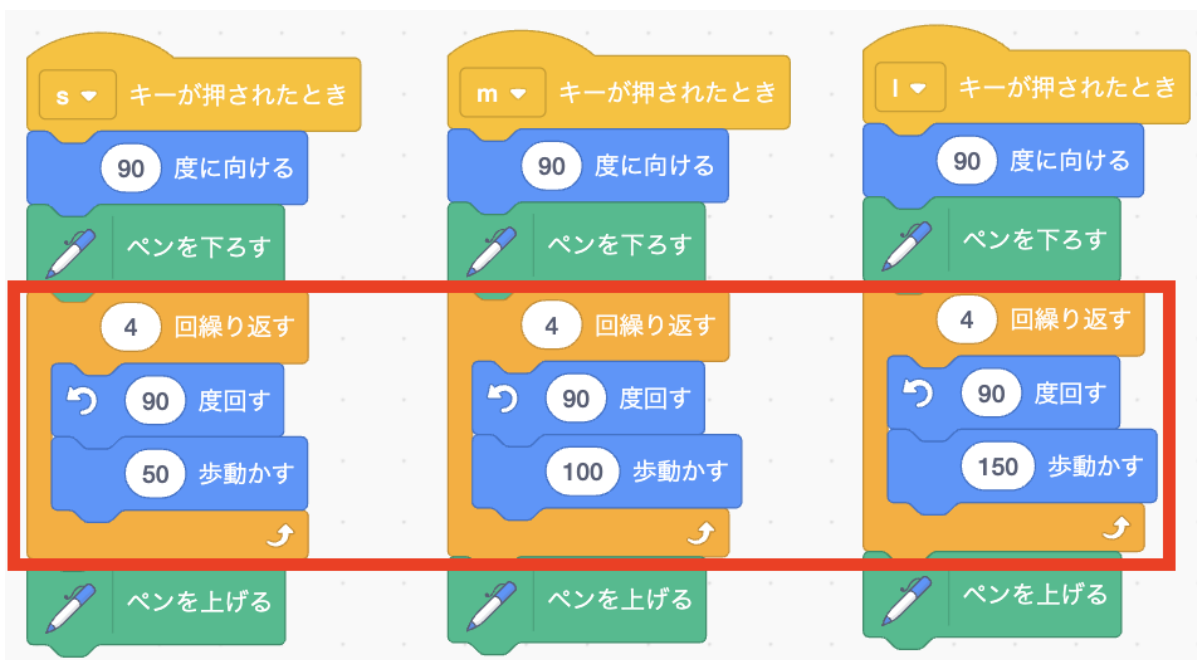 s キーが押されたとき
90 度に向ける
ペンを下ろす
4 回繰り返す
90 度回す
50 歩動かす
ペンを上げる
m キーが押されたとき
90 度に向ける
ペンを下ろす
4 回繰り返す
90 度回す
100 歩動かす
ペンを上げる
l キーが押されたとき
90 度に向ける
ペンを下ろす
4 回繰り返す
90 度回す
150 歩動かす
ペンを上げる